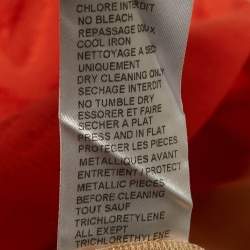 CHLORE INTERDIT
NO BLEACH
REPASSAGE DOUX
COOL IRON
NETTOYAGE A SEC
UNIQUEMENT
DRY CLEANING ONLY
SECHAGE INTERDIT
NO TUMBLE DRY
ESSORER ET FAIRE
SECHER A PLAT
PRESS AND IN FLAT
PROTEGER LES PIECES
METALLIQUES AVANT
ENTRETIEN / PROTECT
METALLIC PIECES
BEFORE CLEANING
TOUT SAUF
TRICHLORETYLENE
ALL EXEPT
TRICHLORETHYLENE